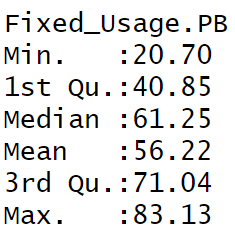 Fixed_Usage.PB
Min.   :20.70
1st Qu.:40.85
Median :61.25
Mean   :56.22
3rd Qu.:71.04
Max.   :83.13